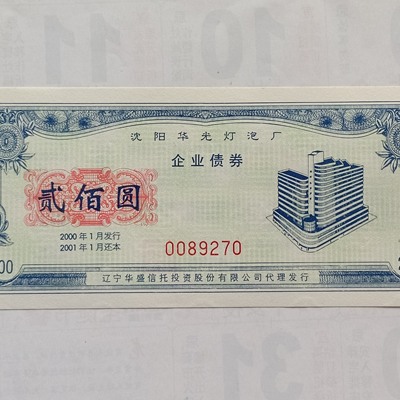 沈阳华光灯泡厂
企业债券
贰佰圆
2000年1月发行
2001年1月还本
0089270
00
2
辽宁华盛信托投资股份有限公司代理发行